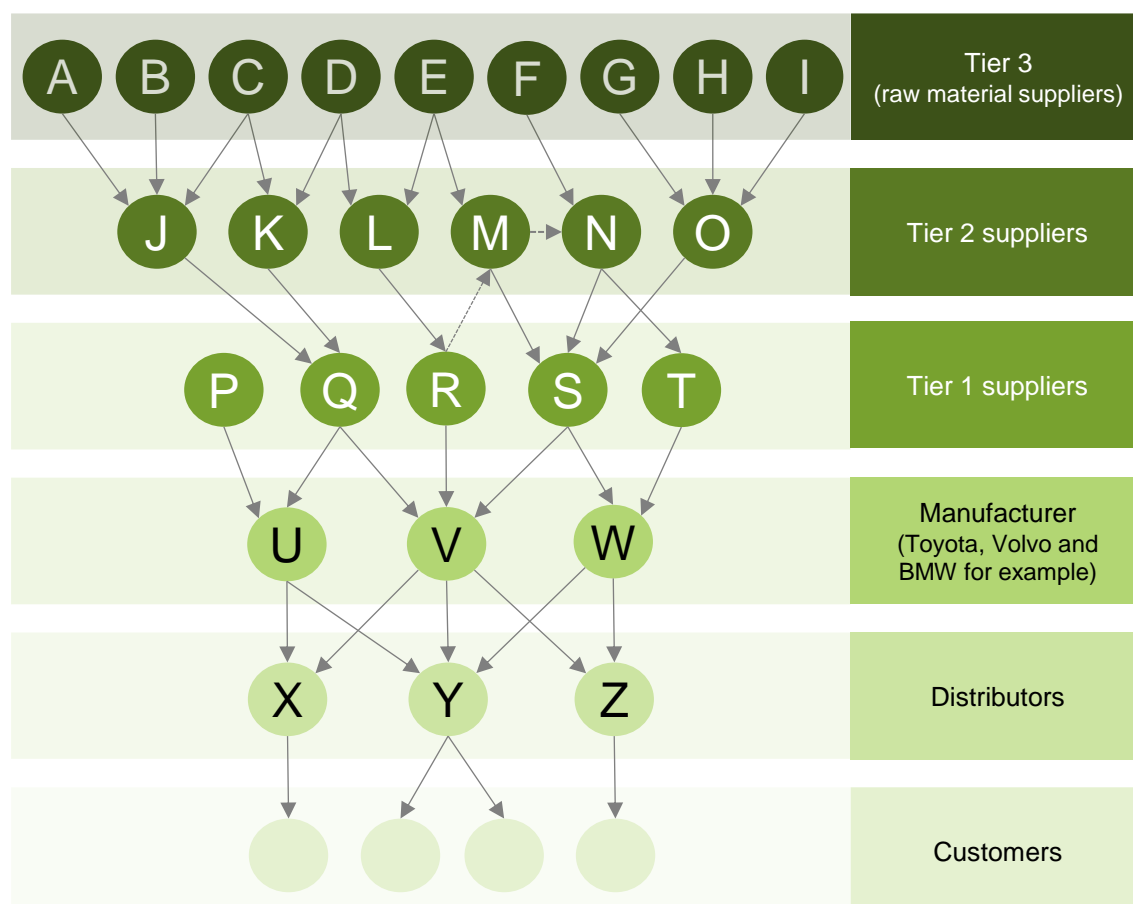 A B C D E F G H I
Tier 3
(raw material suppliers)
J K L M N O
Tier 2 suppliers
P Q R S T
Tier 1 suppliers
U V W
Manufacturer
(Toyota, Volvo and
BMW for example)
X Y Z
Distributors
Customers